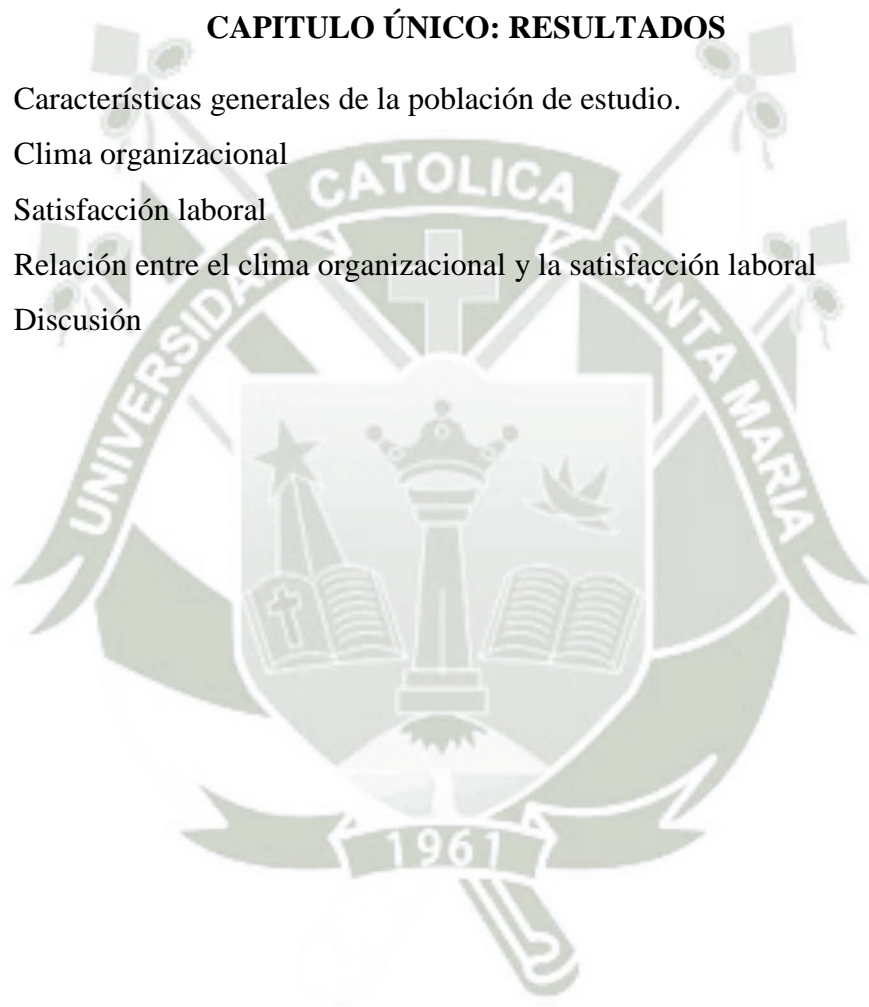 CAPITULO ÚNICO: RESULTADOS
Características generales de la población de estudio.
Clima organizacional
Satisfacción laboral
Relación entre el clima organizacional y la satisfacción laboral
Discusión
UNIVERSIDAD CATOLICA SANTA MARIA
1961